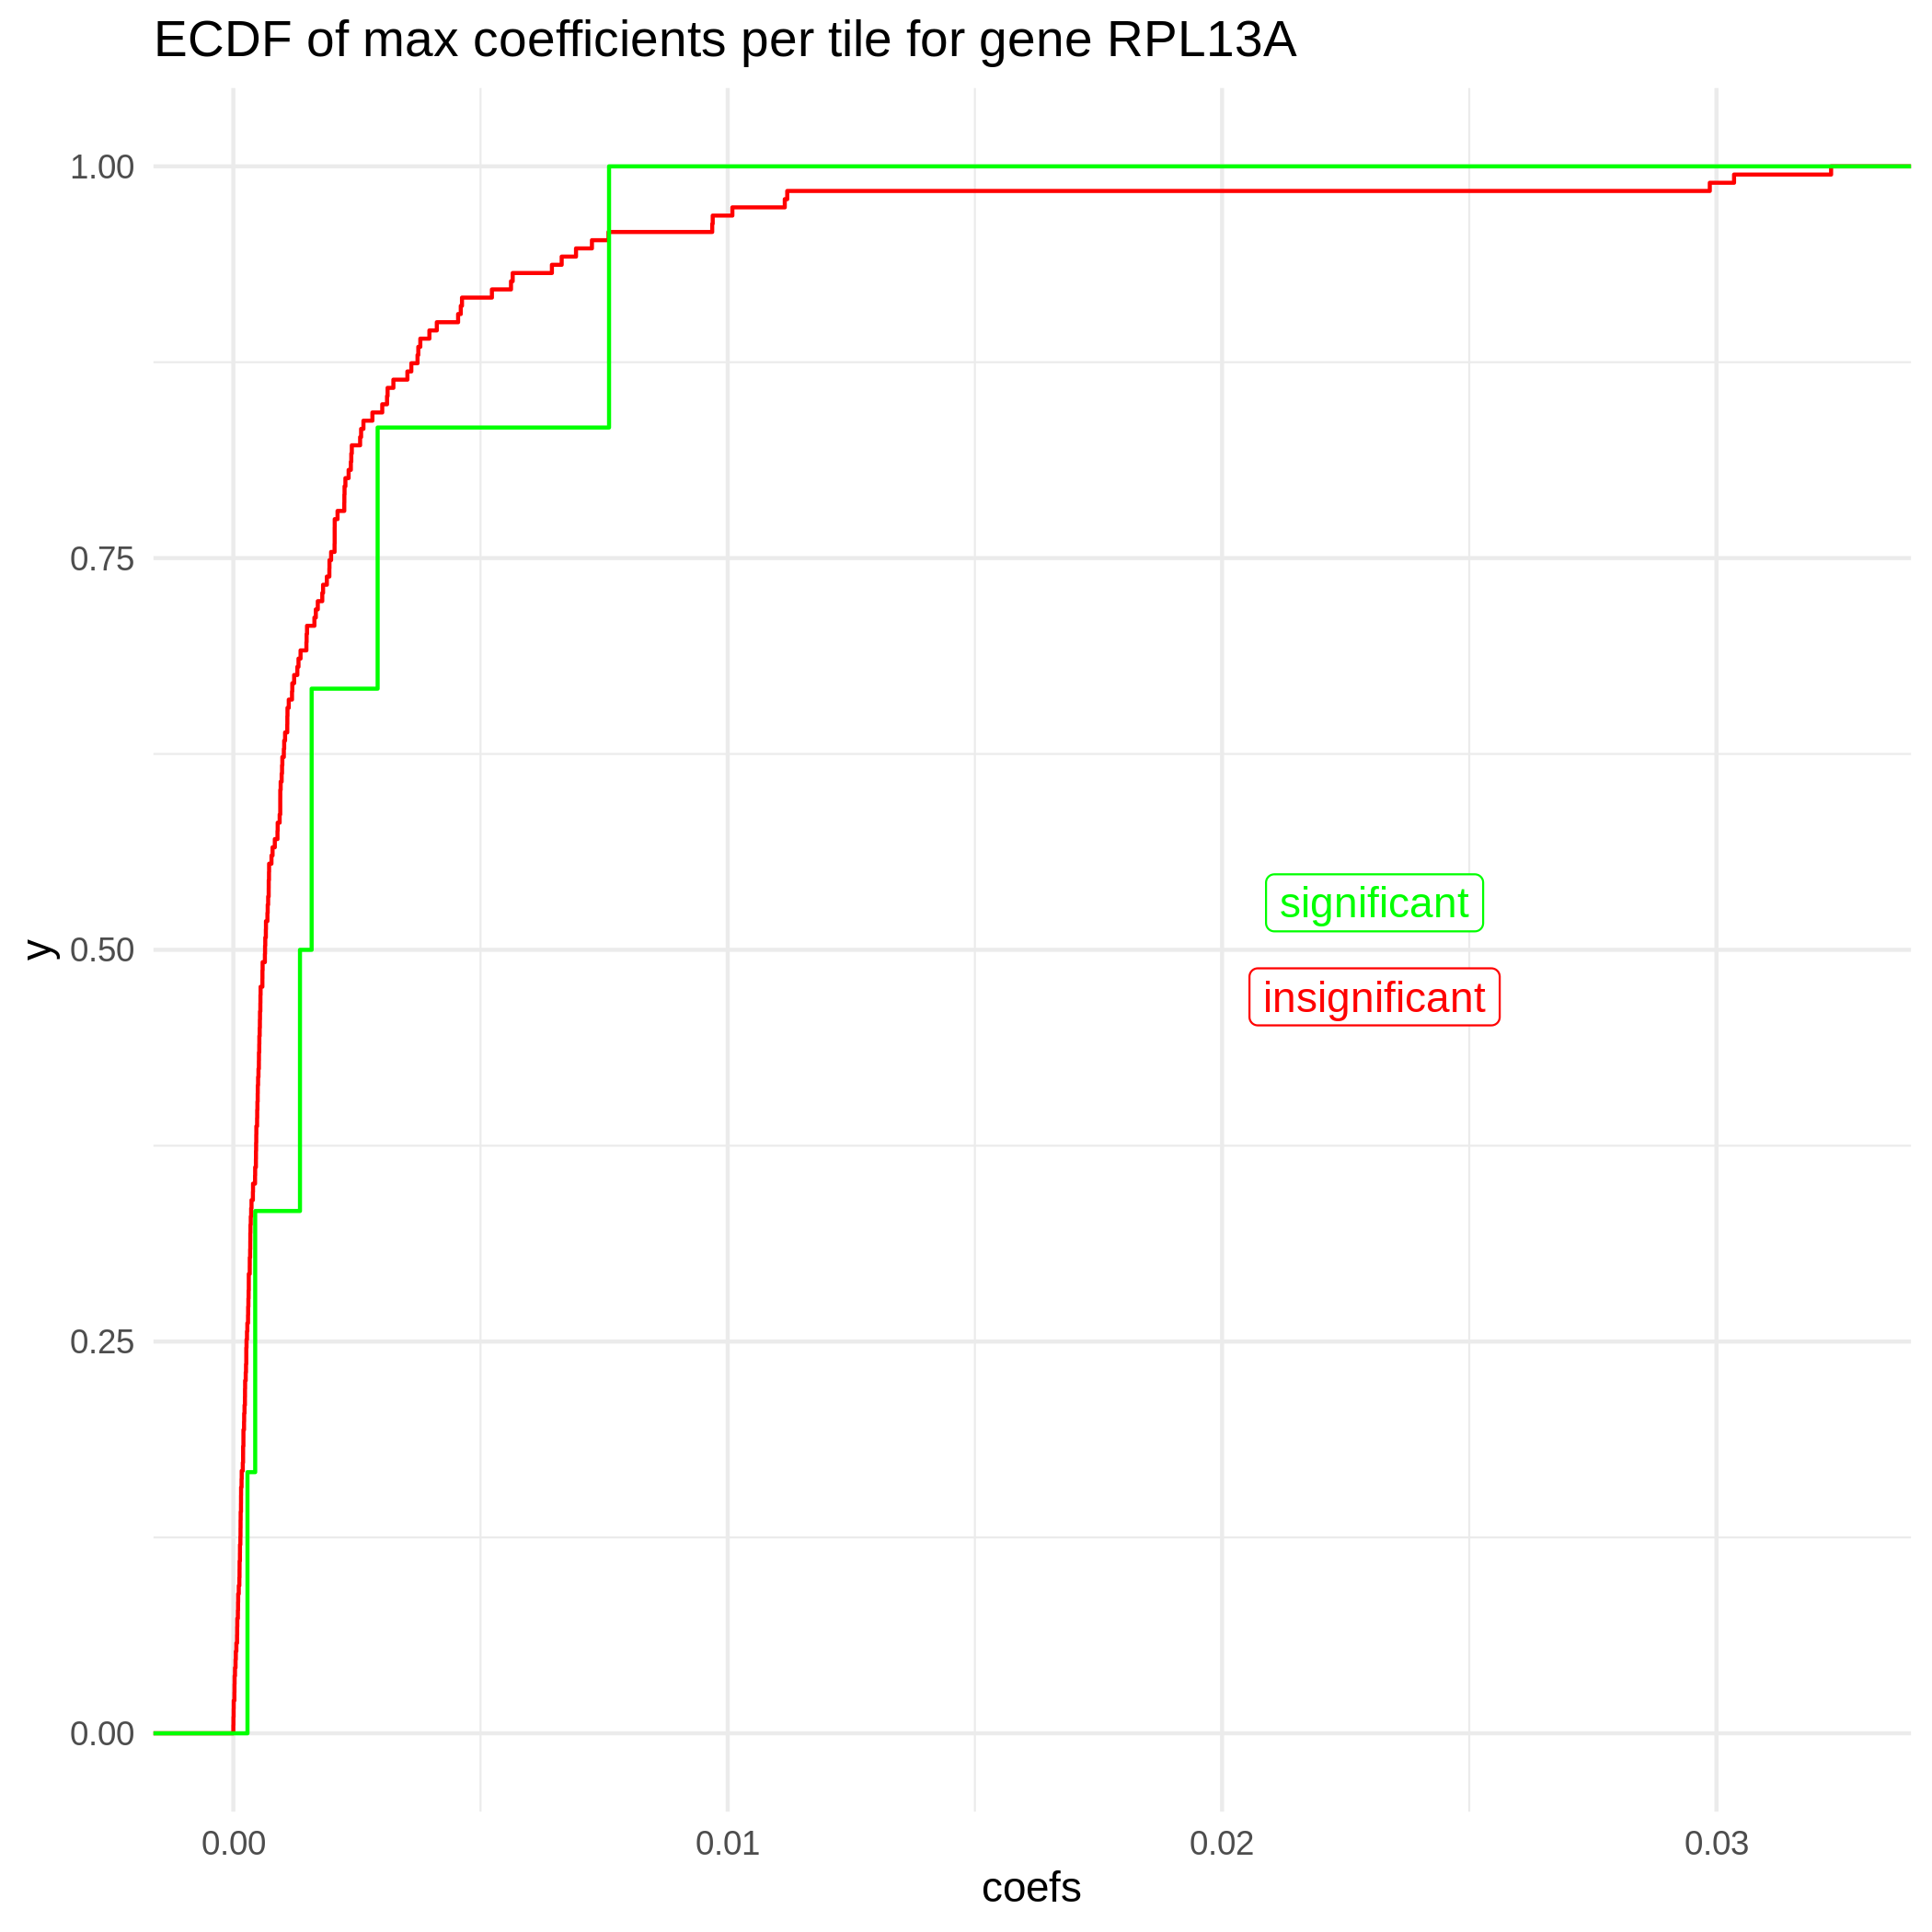 ECDF of max coefficients per tile for gene RPL13A
1.00
0.75
0.50
0.25
0.00
y
significant
insignificant
0.00 0.01 0.02 0.03
coefs